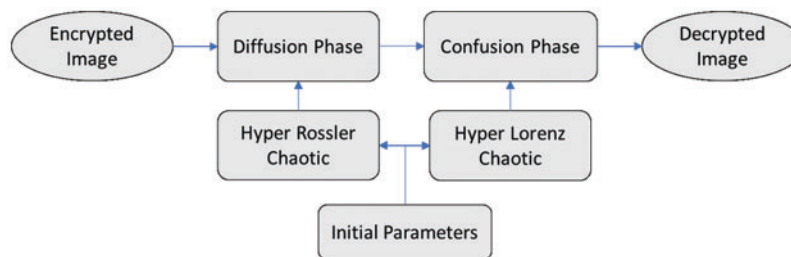 Encrypted
Image
Diffusion Phase
Confusion Phase
Decrypted
Image
Hyper Rossler
Chaotic
Hyper Lorenz
Chaotic
Initial Parameters